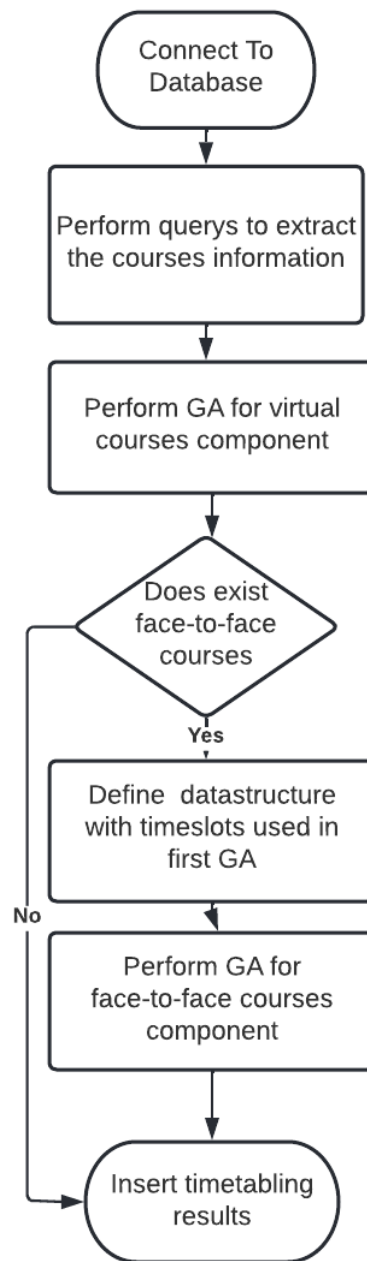 Connect To
Database
Perform querys to extract
the courses information
Perform GA for virtual
courses component
Does exist
face-to-face
courses
Yes
Define datastructure
with timeslots used in
first GA
No
Perform GA for
face-to-face courses
component
Insert timetabling
results